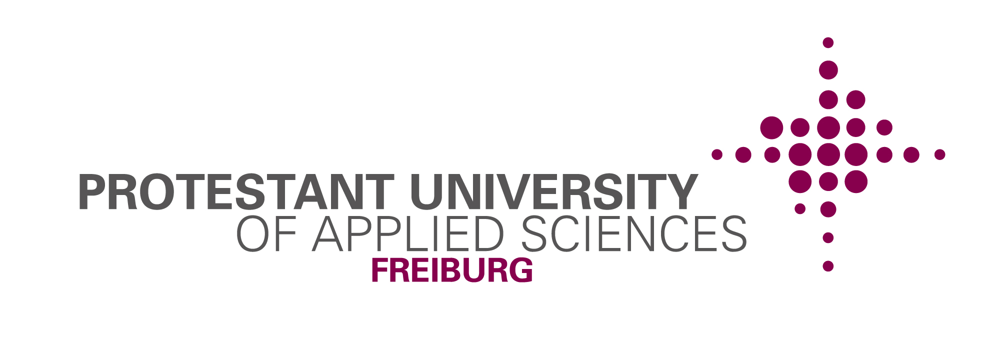 PROTESTANT UNIVERSITY
OF APPLIED SCIENCES
FREIBURG